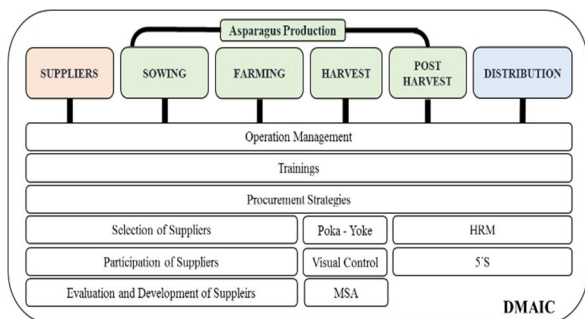 Asparagus Production
SUPPLIERS
SOWING
FARMING
HARVEST
POST
HARVEST
DISTRIBUTION
Operation Management
Trainings
Procurement Strategies
Selection of Suppliers
Poka - Yoke
HRM
Participation of Suppliers
Visual Control
5´S
Evaluation and Development of Suppleirs
MSA
DMAIC